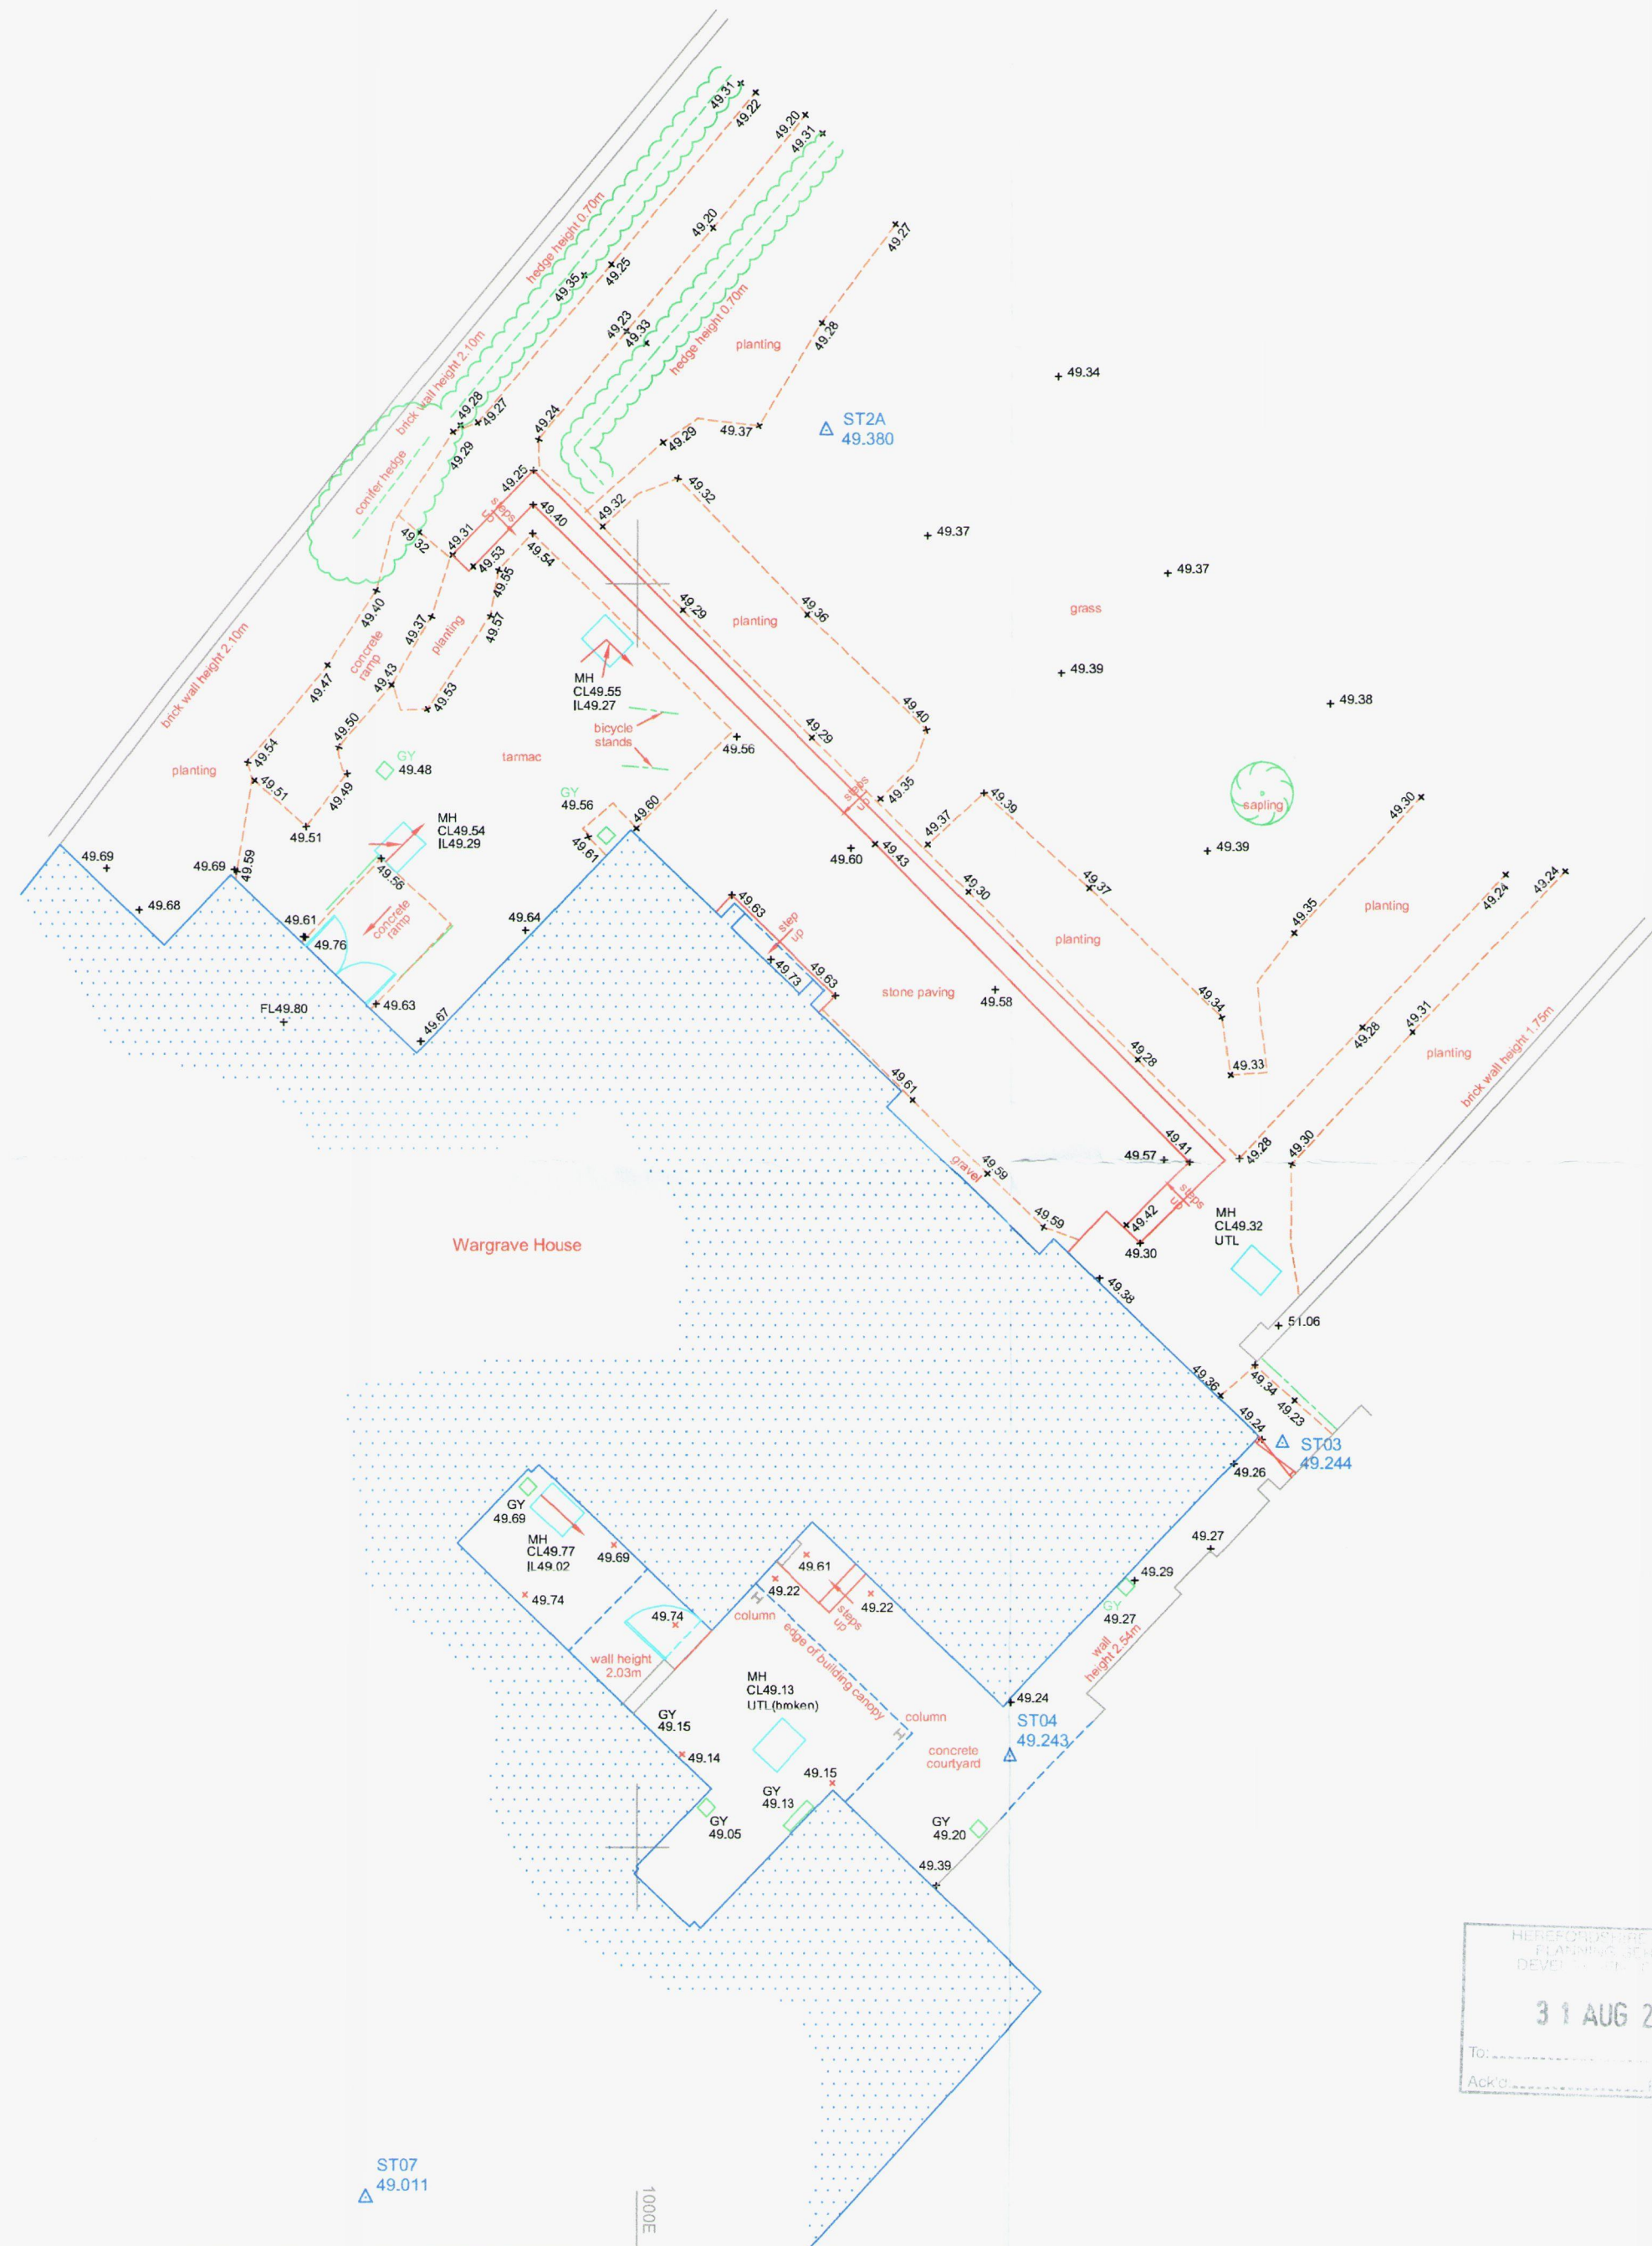 49.31
49.22
49.20
49.31
hedge height 0.70m
49.20
49.27
49.35
49.25
49.23
49.33
hedge height 0.70m
planting
49.28
brick wall height 2.10m
49.34
49.28
49.27
49.24
49.29
49.37
ST2A
49.380
49.29
conifer hedge
49.25
steps
up
49.40
49.32
49.32
49.32
49.31
49.53
49.54
49.55
49.37
49.37
49.40
49.37
planting
49.57
49.29
planting
49.36
grass
concrete
ramp
brick wall height 2.10m
49.47
49.43
49.53
MH
CL49.55
IL49.27
49.39
49.38
49.50
bicycle
stands
49.29
49.40
49.54
49.56
planting
49.51
49.49
GY
49.48
tarmac
steps
up
49.35
49.39
sapling
49.30
GY
49.56
49.60
49.51
MH
CL49.54
IL49.29
49.61
49.37
49.60
49.43
49.39
49.69
49.69
49.59
49.56
49.30
49.37
49.24
49.24
49.68
concrete
ramp
49.61
49.76
49.64
49.63
step
up
49.35
planting
planting
49.73
49.63
stone paving
49.58
49.34
FL49.80
49.63
49.67
49.28
49.31
planting
49.28
49.33
brick wall height 1.75m
49.61
49.41
49.57
49.28
49.30
gravel
49.59
steps
up
49.59
49.42
49.30
MH
CL49.32
UTL
Wargrave House
49.38
51.06
49.36
49.34
49.23
49.24
ST03
49.244
49.26
GY
49.69
MH
CL49.77
IL49.02
49.69
49.27
49.61
49.29
49.74
49.22
49.22
GY
49.27
49.74
column
steps
up
edge of building canopy
wall
height 2.54m
wall height
2.03m
MH
CL49.13
UTL(broken)
49.24
GY
49.15
column
ST04
49.243
49.14
concrete
courtyard
49.15
GY
49.13
GY
49.05
GY
49.20
49.39
HEREFORDSHIRE
31 AUG 2
To:
Ack'd
ST07
49.011
1000E